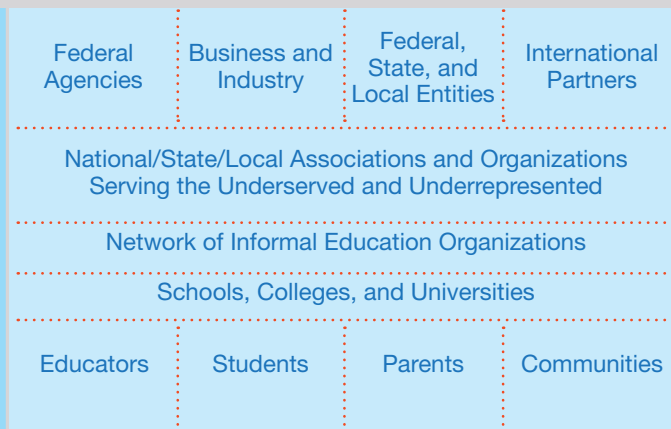 Federal
Agencies
Business and
Industry
Federal,
State, and
Local Entities
International
Partners
National/State/Local Associations and Organizations
Serving the Underserved and Underrepresented
Network of Informal Education Organizations
Schools, Colleges, and Universities
Educators
Students
Parents
Communities